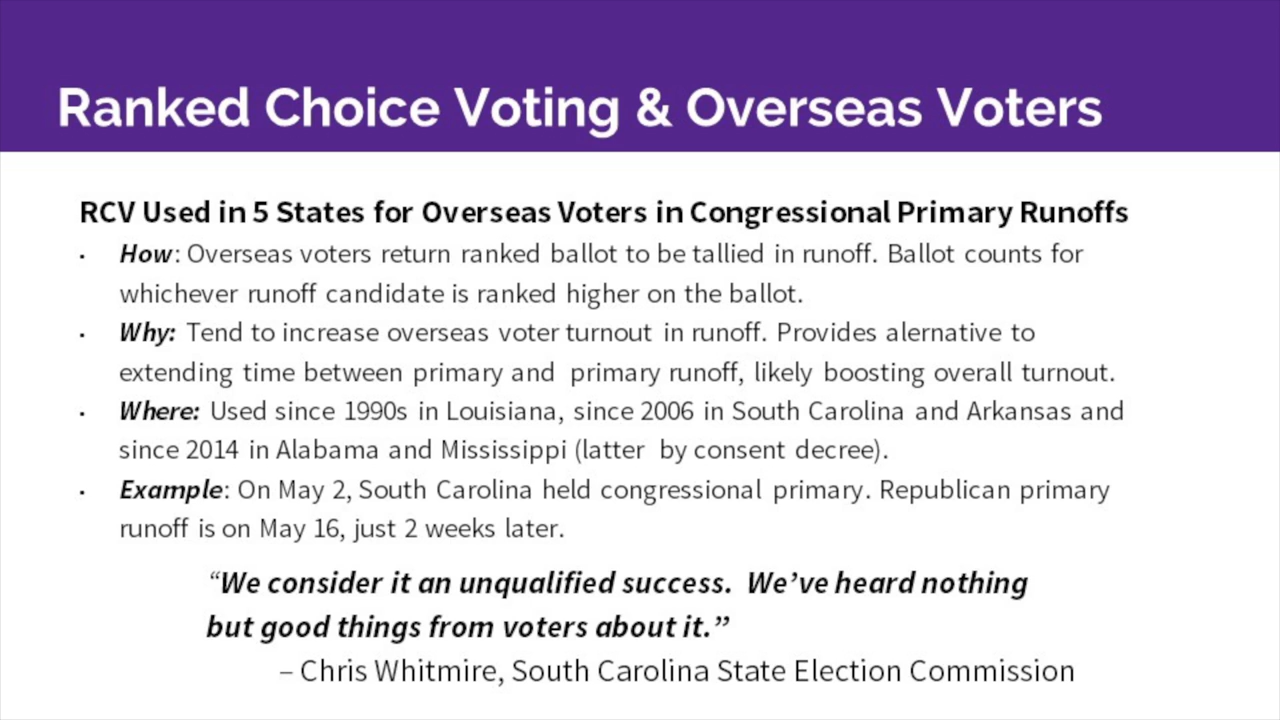 Ranked Choice Voting & Overseas Voters
RCV Used in 5 States for Overseas Voters in Congressional Primary Runoffs
· How: Overseas voters return ranked ballot to be tallied in runoff. Ballot counts for
whichever runoff candidate is ranked higher on the ballot.
· Why: Tend to increase overseas voter turnout in runoff. Provides alernative to
extending time between primary and primary runoff, likely boosting overall turnout.
· Where: Used since 1990s in Louisiana, since 2006 in South Carolina and Arkansas and
since 2014 in Alabama and Mississippi (latter by consent decree).
· Example: On May 2, South Carolina held congressional primary. Republican primary
runoff is on May 16, just 2 weeks later.
“We consider it an unqualified success. We’ve heard nothing
but good things from voters about it.”
– Chris Whitmire, South Carolina State Election Commission